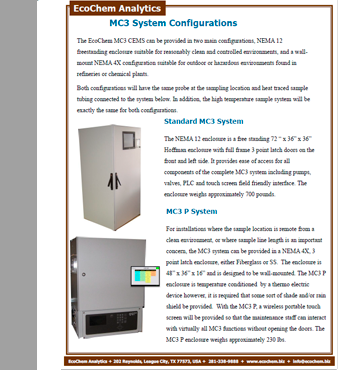 EcoChem Analytics
MC3 System Configurations
The EcoChem MC3 CEMS can be provided in two main configurations, NEMA 12
freestanding enclosure suitable for reasonably clean and controlled environments, and a wall-
mount NEMA 4X configuration suitable for outdoor or hazardous environments found in
refineries or chemical plants.
Both configurations will have the same probe at the sampling location and heat traced sample
tubing connected to the system below. In addition, the high temperature sample system will be
exactly the same for both configurations.
Standard MC3 System
The NEMA 12 enclosure is a free standing 72 " x 36" x 36"
Hoffman enclosure with full frame 3 point latch doors on the
front and left side. It provides ease of access for all
components of the complete MC3 system including pumps,
valves, PLC and touch screen field friendly interface. The
enclosure weighs approximately 700 pounds.
MC3 P System
For installations where the sample location is remote from a
clean environment, or where sample line length is an important
concern, the MC3 system can be provided in a NEMA 4X, 3
point latch enclosure, either Fiberglass or SS. The enclosure is
48" x 36" x 16" and is designed to be wall-mounted. The MC3 P
enclosure is temperature conditioned by a thermo electric
device however, it is required that some sort of shade and/or rain
shield be provided. With the MC3 P, a wireless portable touch
screen will be provided so that the maintenance staff can interact
with virtually all MC3 functions without opening the doors. The
MC3 P enclosure weighs approximately 230 lbs.
EcoChem Analytics • 202 Reynolds, League City, TX 77573, USA • 281-338-9888 • www.ecochem.biz • info@ecochem.biz